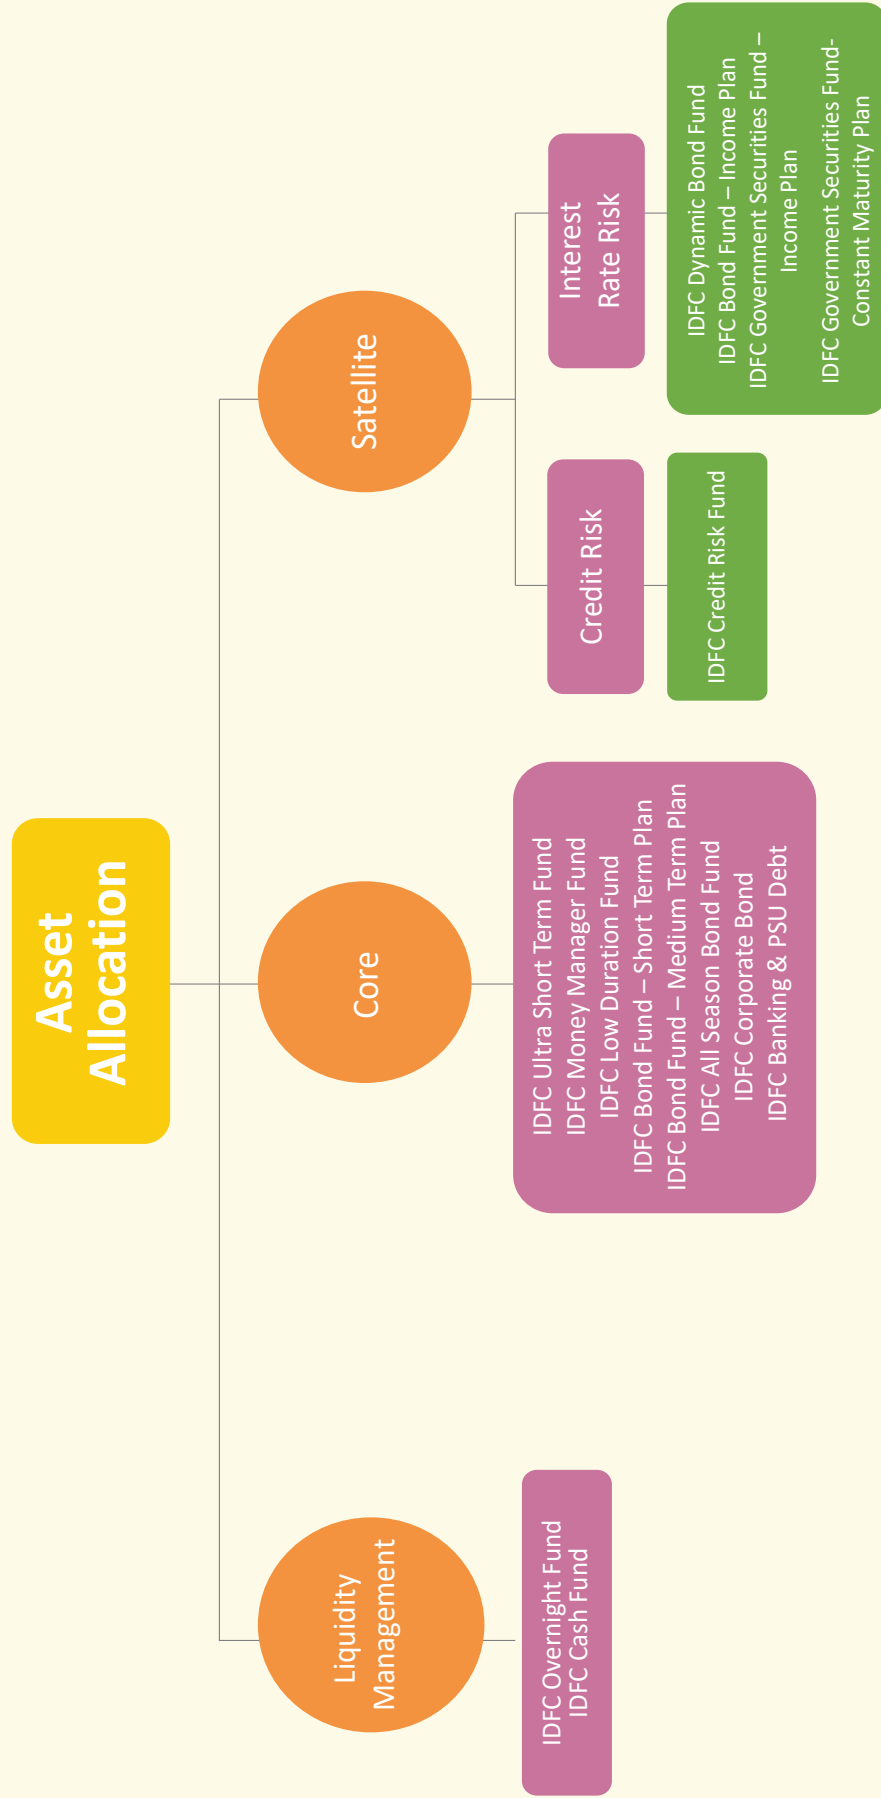 Asset
Allocation
Liquidity
Management
Core
Satellite
IDFC Overnight Fund
IDFC Cash Fund
IDFC Ultra Short Term Fund
IDFC Money Manager Fund
IDFC Low Duration Fund
IDFC Bond Fund – Short Term Plan
IDFC Bond Fund – Medium Term Plan
IDFC All Season Bond Fund
IDFC Corporate Bond
IDFC Banking & PSU Debt
Credit Risk
Interest
Rate Risk
IDFC Credit Risk Fund
IDFC Dynamic Bond Fund
IDFC Bond Fund – Income Plan
IDFC Government Securities Fund –
Income Plan
IDFC Government Securities Fund-
Constant Maturity Plan